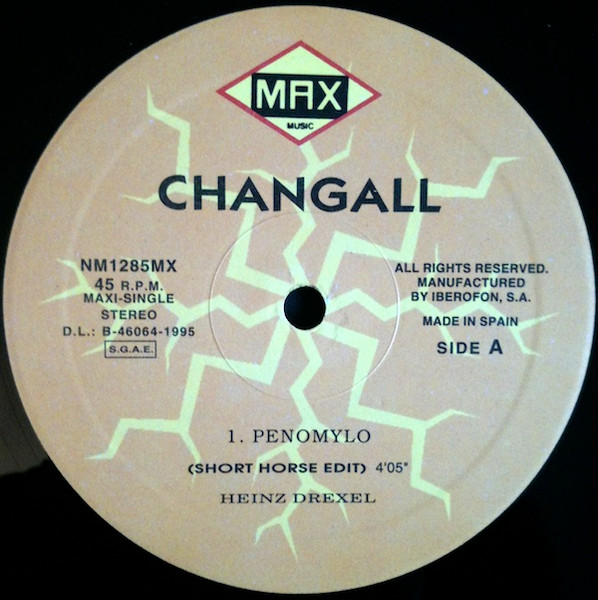 MAX
MUSIC
CHANGALL
NM1285MX
45 R.P.M.
MAXI-SINGLE
STEREO
D.L.: B-46064-1995
S.G.A.E.
ALL RIGHTS RESERVED.
MANUFACTURED
BY IBEROFON, S.A.
MADE IN SPAIN
SIDE A
1. PENOMYLO
(SHORT HORSE EDIT) 4'05"
HEINZ DREXEL